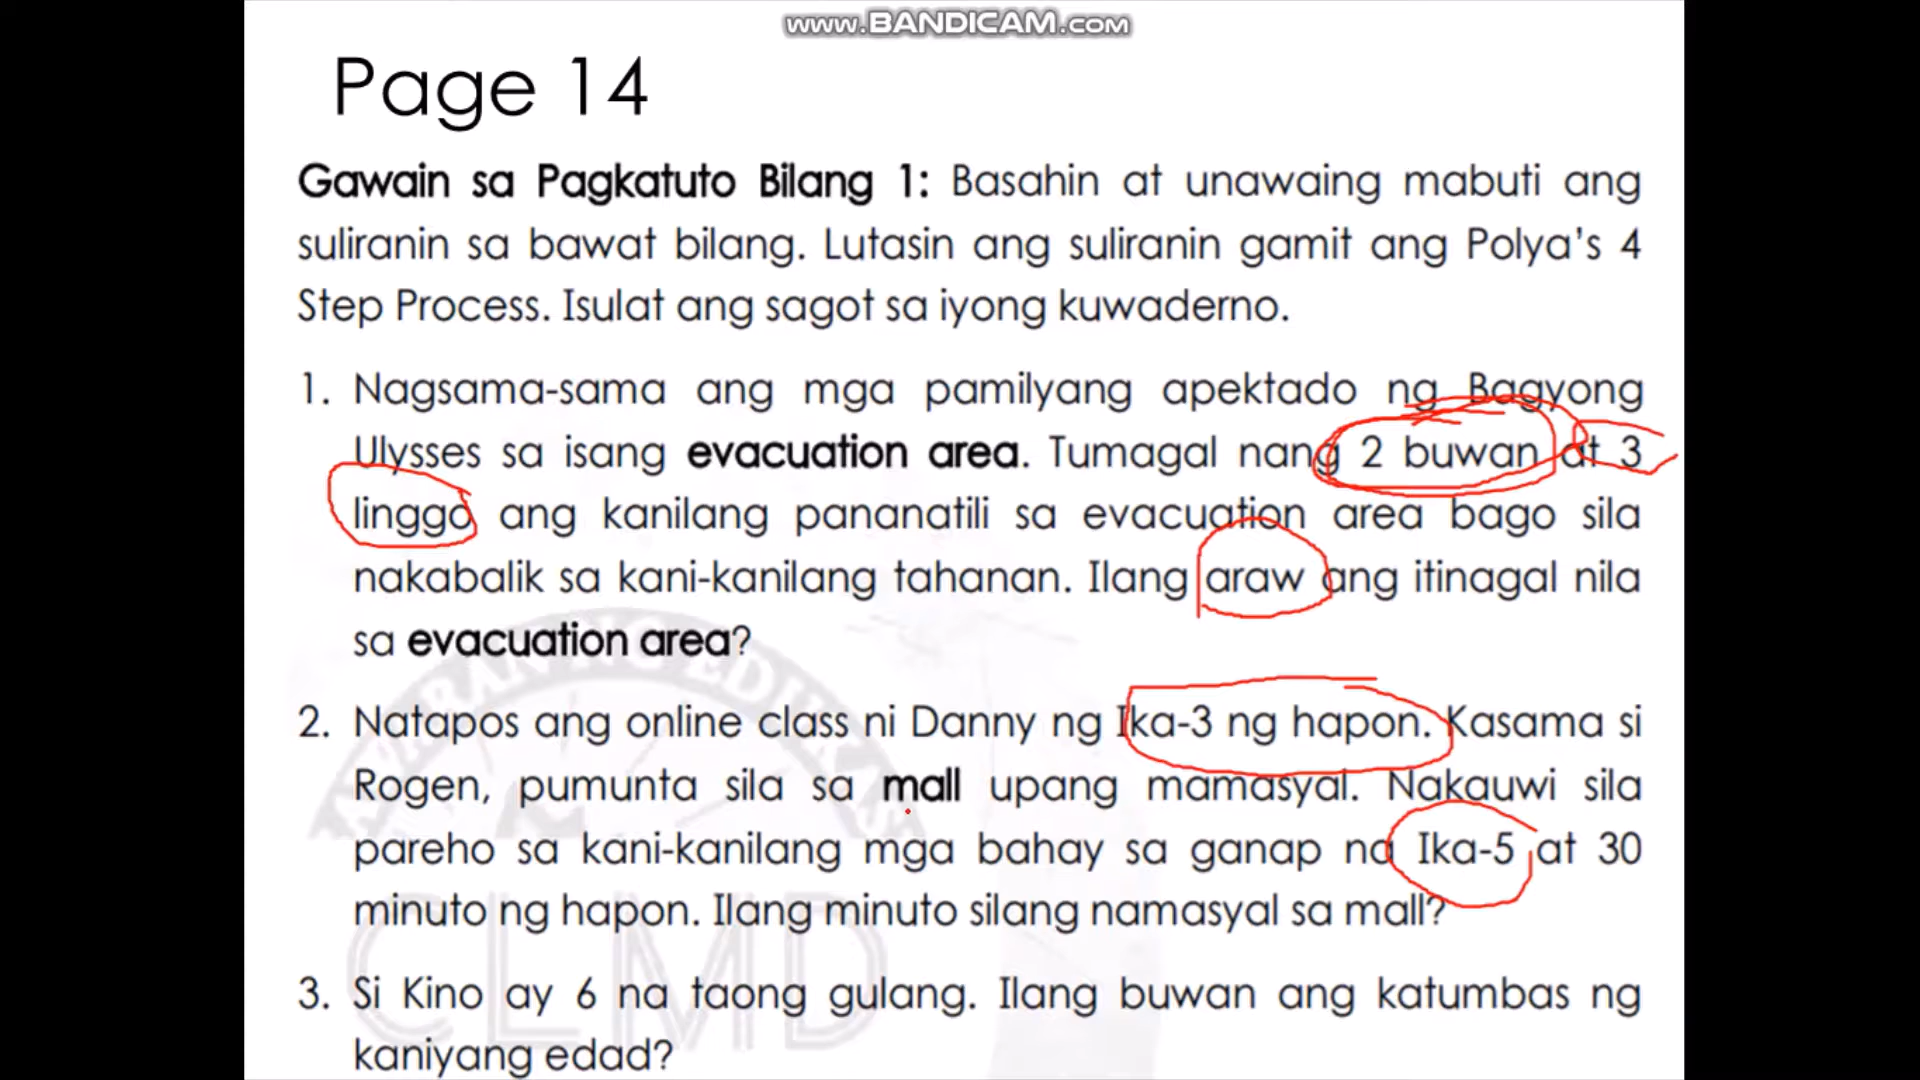 www.BANDICAM.com
Page 14
Gawain sa Pagkatuto Bilang 1: Basahin at unawaing mabuti ang
suliranin sa bawat bilang. Lutasin ang suliranin gamit ang Polya's 4
Step Process. Isulat ang sagot sa iyong kuwaderno.
1. Nagsama-sama ang mga pamilyang apektado ng Bagyong
Ulysses sa isang evacuation area. Tumagal nang 2 buwan at 3
linggo ang kanilang pananatili sa evacuation area bago sila
nakabalik sa kani-kanilang tahanan. Ilang araw ang itinagal nila
sa evacuation area?
2. Natapos ang online class ni Danny ng Ika-3 ng hapon. Kasama si
Rogen, pumunta sila sa mall upang mamasyal. Nakauwi sila
pareho sa kani-kanilang mga bahay sa ganap na Ika-5 at 30
minuto ng hapon. Ilang minuto silang namasyal sa mall?
3. Si Kino ay 6 na taong gulang. Ilang buwan ang katumbas ng
kaniyang edad?
CLMD